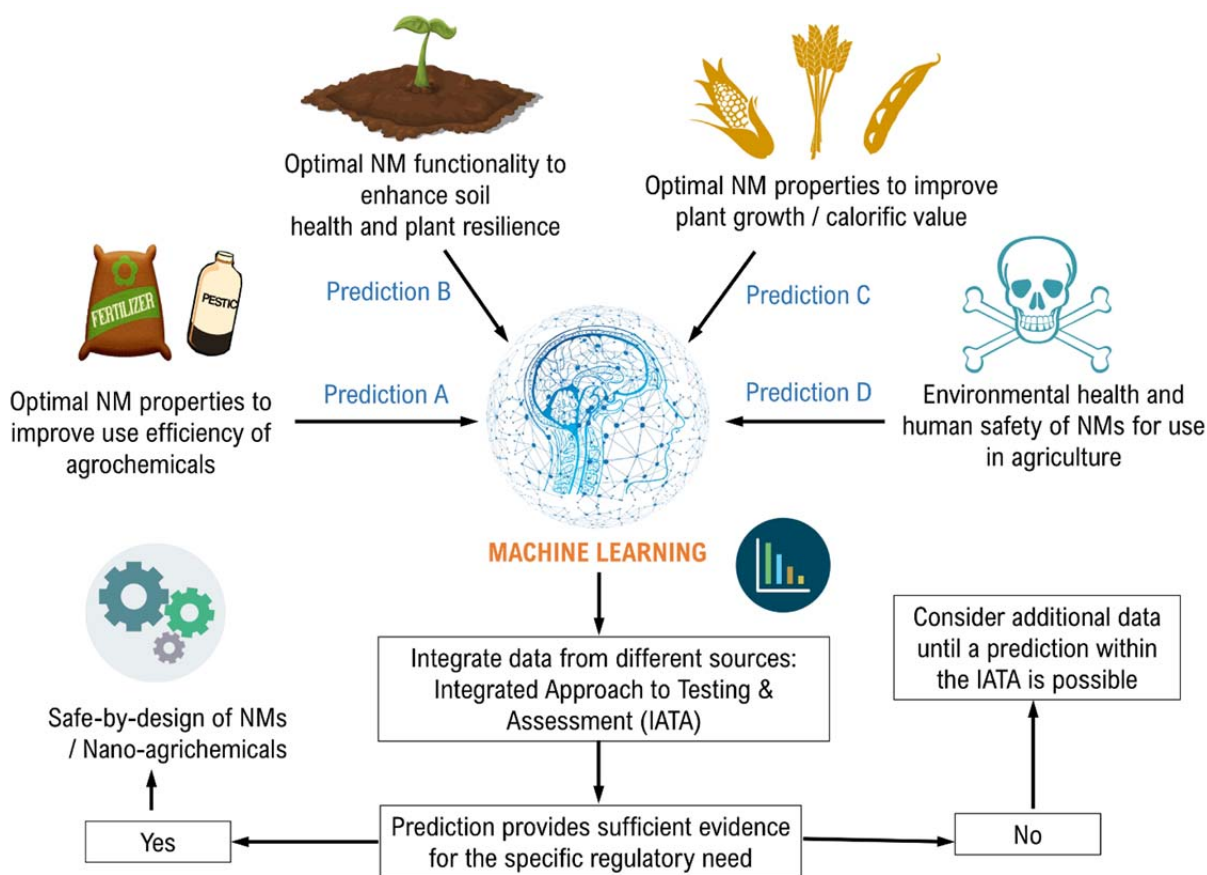 Optimal NM functionality to
enhance soil
health and plant resilience
Optimal NM properties to improve
plant growth / calorific value
FERTILIZER
PESTIC
Prediction B
Prediction C
Optimal NM properties to
improve use efficiency of
agrochemicals
Prediction A
Prediction D
Environmental health and
human safety of NMs for use
in agriculture
MACHINE LEARNING
Integrate data from different sources:
Integrated Approach to Testing &
Assessment (IATA)
Consider additional data
until a prediction within
the IATA is possible
Safe-by-design of NMs
/ Nano-agrichemicals
Yes
Prediction provides sufficient evidence
for the specific regulatory need
No